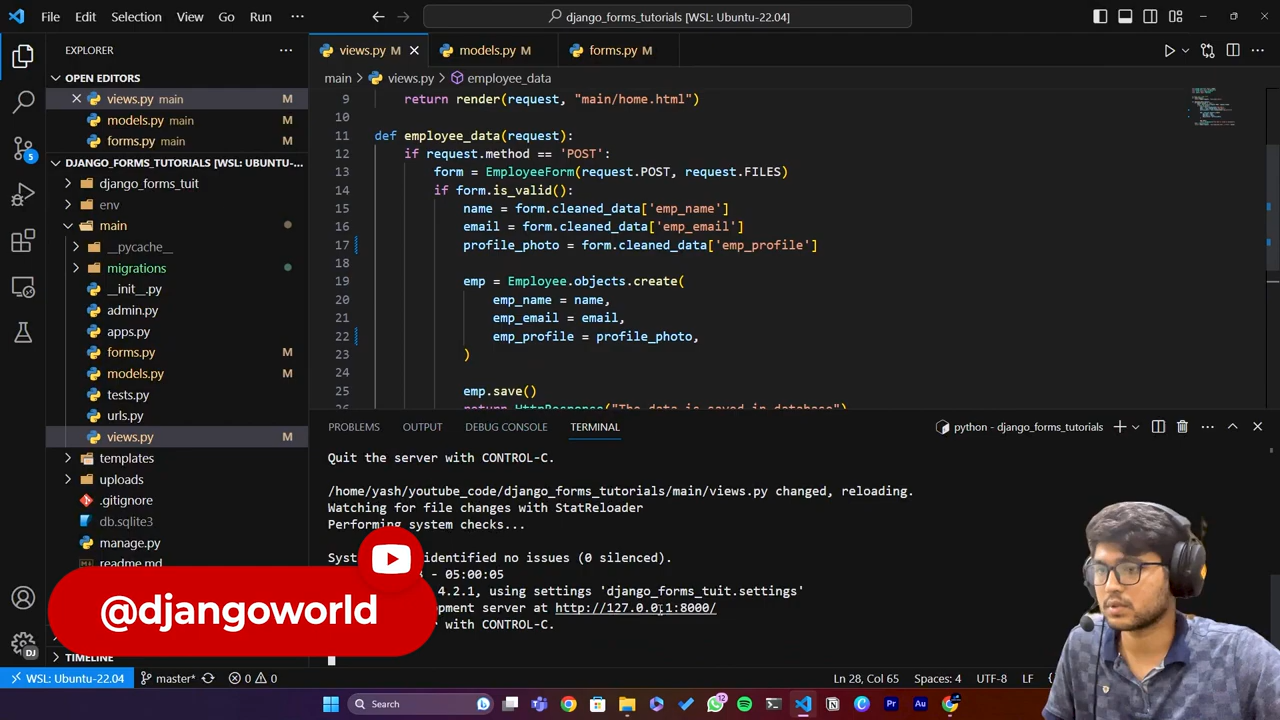 File Edit Selection View Go Run ···
django_forms_tutorials [WSL: Ubuntu-22.04]
EXPLORER
views.py M
models.py M
forms.py M
main > views.py > employee_data
OPEN EDITORS
views.py main M
models.py main M
forms.py main M
DJANGO_FORMS_TUTORIALS [WSL: UBUNTU-...
django_forms_tuit
env
main
__pycache__
migrations
__init__.py
admin.py
apps.py
forms.py M
models.py M
tests.py
urls.py
views.py M
templates
uploads
.gitignore
db.sqlite3
manage.py
readme.md
TIMELINE
5
DJ
9 return render(request, "main/home.html")
10
11 def employee_data(request):
12 if request.method == 'POST':
13 form = EmployeeForm(request.POST, request.FILES)
14 if form.is_valid():
15 name = form.cleaned_data['emp_name']
16 email = form.cleaned_data['emp_email']
17 profile_photo = form.cleaned_data['emp_profile']
18
19 emp = Employee.objects.create(
20 emp_name = name,
21 emp_email = email,
22 emp_profile = profile_photo,
23 )
24
25 emp.save()
26 return HttpResponse("The data is saved in database")
PROBLEMS OUTPUT DEBUG CONSOLE TERMINAL
python - django_forms_tutorials
Quit the server with CONTROL-C.
/home/yash/youtube_code/django_forms_tutorials/main/views.py changed, reloading.
Watching for file changes with StatReloader
Performing system checks...
identified no issues (0 silenced).
- 05:00:05
4.2.1, using settings 'django_forms_tuit.settings'
server at http://127.0.0.1:8000/
with CONTROL-C.
@djangoworld
WSL: Ubuntu-22.04 master* 0 0 Ln 28, Col 65 Spaces: 4 UTF-8 LF
Search
12
Pr
Au